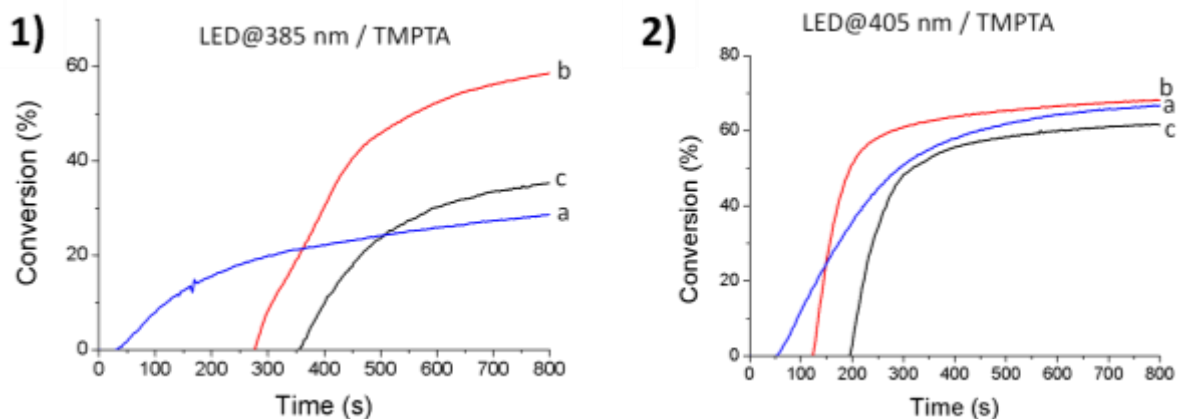 1)
LED@385 nm / TMPTA
Conversion (%)
60
40
20
0
0 100 200 300 400 500 600 700 800
Time (s)
b
c
a
2)
LED@405 nm / TMPTA
Conversion (%)
80
60
40
20
0
0 100 200 300 400 500 600 700 800
Time (s)
b
a
c